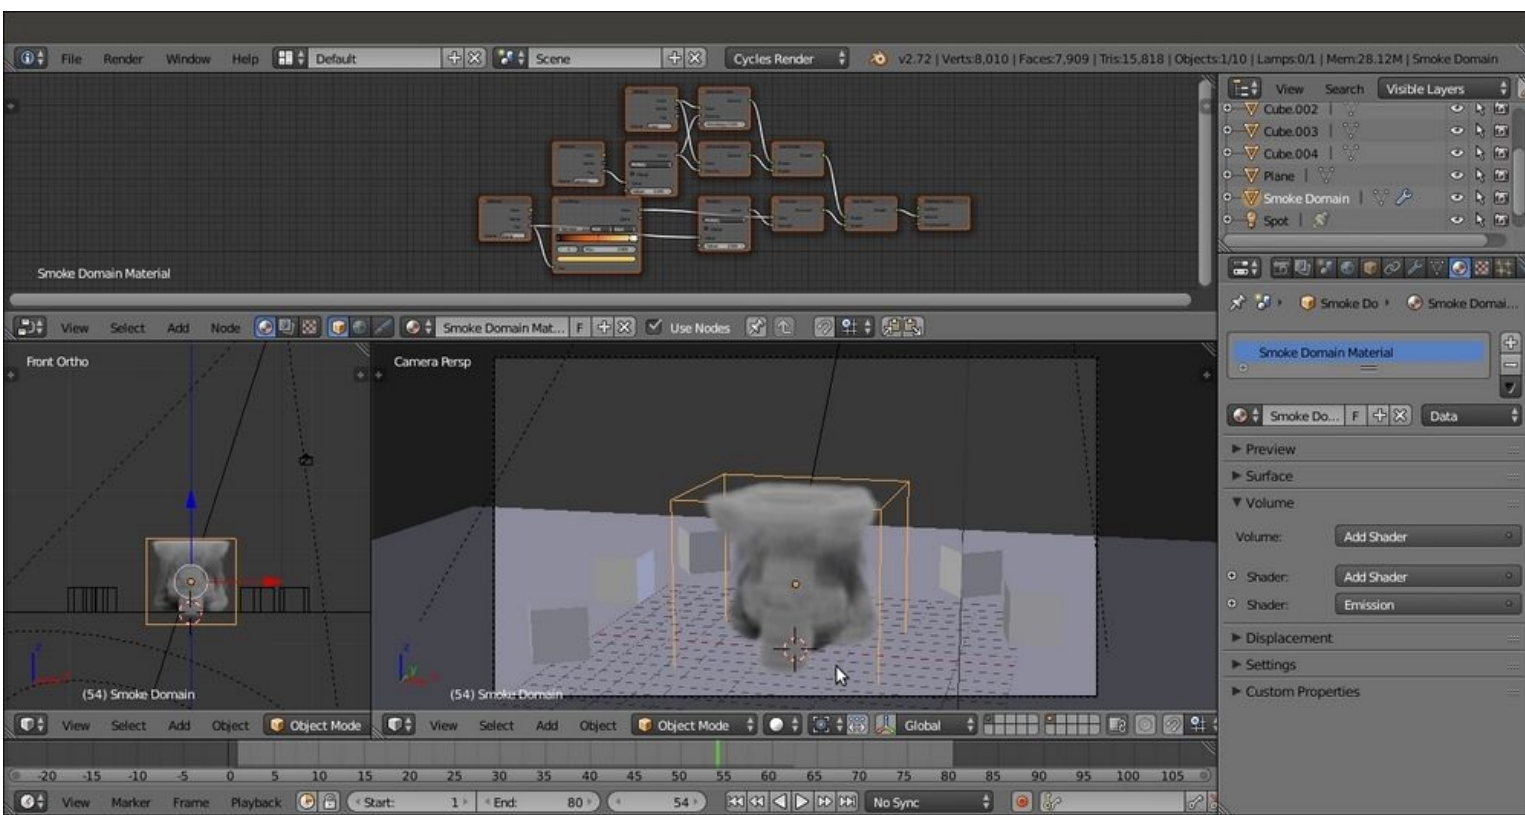 File Render Window Help Default Scene Cycles Render v2.72 | Verts:8,010 | Faces:7,909 | Tris:15,818 | Objects:1/10 | Lamps:0/1 | Mem:28.12M | Smoke Domain
View Search Visible Layers
Cube.002
Cube.003
Cube.004
Plane
Smoke Domain
Spot
Smoke Domain Material
Smoke Do Smoke Domai...
View Select Add Node Smoke Domain Mat... F Use Nodes
Smoke Domain Material
Smoke Do... F Data
Preview
Surface
Volume
Volume: Add Shader
Shader: Add Shader
Shader: Emission
Displacement
Settings
Custom Properties
Front Ortho
(54) Smoke Domain
Camera Persp
(54) Smoke Domain
View Select Add Object Object Mode
View Select Add Object Object Mode Global
-20 -15 -10 -5 0 5 10 15 20 25 30 35 40 45 50 55 60 65 70 75 80 85 90 95 100 105
View Marker Frame Playback Start: 1 End: 80 54 No Sync